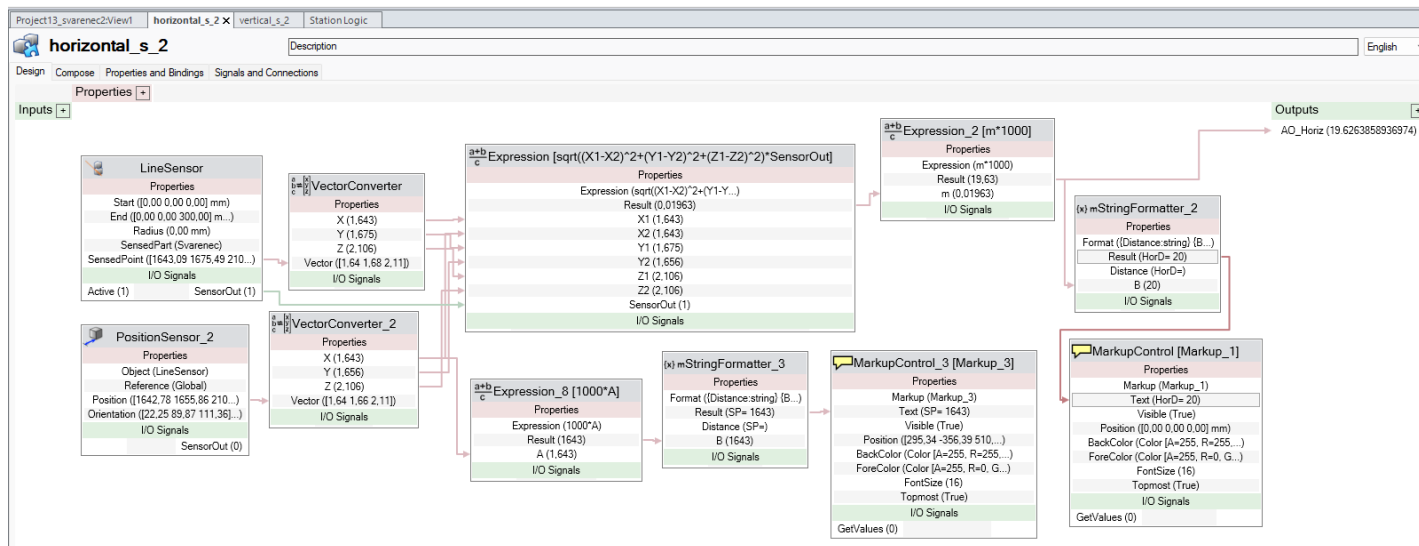 Project13_svarenec2:View1
horizontal_s_2
vertical_s_2
Station Logic
horizontal_s_2
Description
English
Design
Compose
Properties and Bindings
Signals and Connections
Properties +
Inputs +
Outputs +
AO_Horiz (19.6263858936974)
LineSensor
Properties
Start ([0,00 0,00 0,00] mm)
End ([0,00 0,00 300,00] m...)
Radius (0,00 mm)
SensedPart (Svarenec)
SensedPoint ([1643,09 1675,49 210...)
I/O Signals
Active (1)
SensorOut (1)
VectorConverter
Properties
X (1,643)
Y (1,675)
Z (2,106)
Vector ([1,64 1,68 2,11])
I/O Signals
Expression [sqrt((X1-X2)^2+(Y1-Y2)^2+(Z1-Z2)^2)*SensorOut]
Properties
Expression (sqrt((X1-X2)^2+(Y1-Y...)
Result (0,01963)
X1 (1,643)
X2 (1,643)
Y1 (1,675)
Y2 (1,656)
Z1 (2,106)
Z2 (2,106)
SensorOut (1)
I/O Signals
Expression_2 [m*1000]
Properties
Expression (m*1000)
Result (19,63)
m (0,01963)
I/O Signals
mStringFormatter_2
Properties
Format ({Distance:string} {B...)
Result (HorD= 20)
Distance (HorD=)
B (20)
I/O Signals
PositionSensor_2
Properties
Object (LineSensor)
Reference (Global)
Position ([1642,78 1655,86 210...)
Orientation ([22,25 89,87 111,36]...)
I/O Signals
SensorOut (0)
VectorConverter_2
Properties
X (1,643)
Y (1,656)
Z (2,106)
Vector ([1,64 1,66 2,11])
I/O Signals
Expression_8 [1000*A]
Properties
Expression (1000*A)
Result (1643)
A (1,643)
I/O Signals
mStringFormatter_3
Properties
Format ({Distance:string} {B...)
Result (SP= 1643)
Distance (SP=)
B (1643)
I/O Signals
MarkupControl_3 [Markup_3]
Properties
Markup (Markup_3)
Text (SP= 1643)
Visible (True)
Position ([295,34 -356,39 510,...)
BackColor (Color [A=255, R=255,...)
ForeColor (Color [A=255, R=0, G...)
FontSize (16)
Topmost (True)
I/O Signals
GetValues (0)
MarkupControl [Markup_1]
Properties
Markup (Markup_1)
Text (HorD= 20)
Visible (True)
Position ([0,00 0,00 0,00] mm)
BackColor (Color [A=255, R=255,...)
ForeColor (Color [A=255, R=0, G...)
FontSize (16)
Topmost (True)
I/O Signals
GetValues (0)